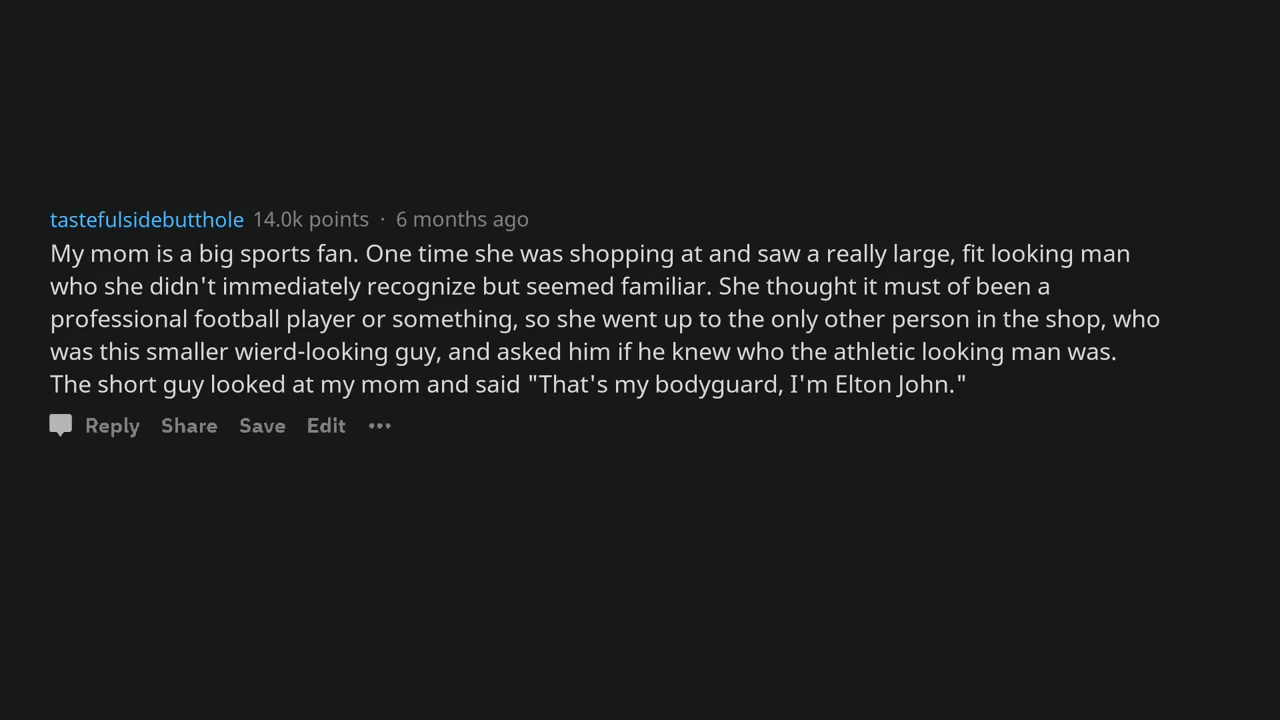 tastefulsidebutthole 14.0k points · 6 months ago
My mom is a big sports fan. One time she was shopping at and saw a really large, fit looking man
who she didn't immediately recognize but seemed familiar. She thought it must of been a
professional football player or something, so she went up to the only other person in the shop, who
was this smaller wierd-looking guy, and asked him if he knew who the athletic looking man was.
The short guy looked at my mom and said "That's my bodyguard, I'm Elton John."
Reply Share Save Edit •••